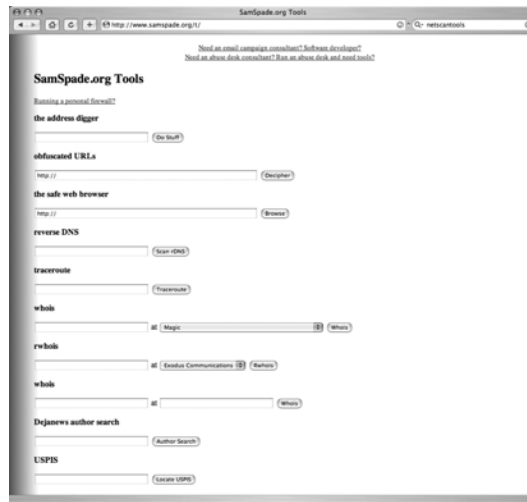 SamSpade.org Tools
http://www.samspade.org/t/
netscantools
Need an email campaign consultant? Software developer?
Need an abuse desk consultant? Run an abuse desk and need tools?
SamSpade.org Tools
Running a personal firewall?
the address digger
Do Stuff
obfuscated URLs
http:// Decipher
the safe web browser
http:// Browse
reverse DNS
Scan rDNS
traceroute
Traceroute
whois
at Magic Whois
rwhois
at Exodus Communications Rwhois
whois
at Whois
Dejanews author search
Author Search
USPIS
Locate USPIS